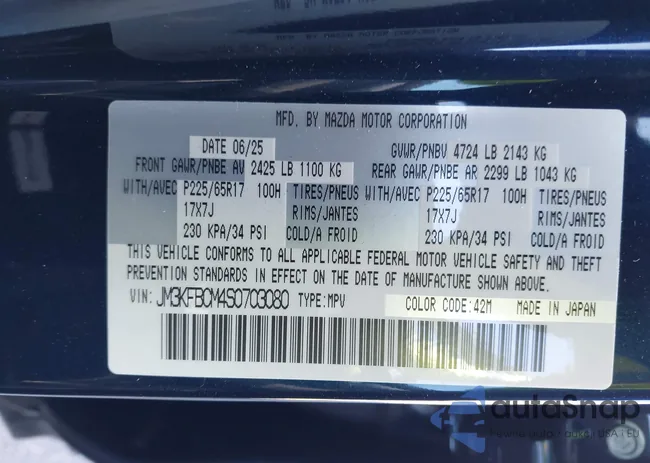 MFD. BY MAZDA MOTOR CORPORATION
DATE 06/25 GVWR/PNBV 4724 LB 2143 KG
FRONT GAWR/PNBE AV 2425 LB 1100 KG REAR GAWR/PNBE AR 2299 LB 1043 KG
WITH/AVEC P225/65R17 100H TIRES/PNEUS WITH/AVEC P225/65R17 100H TIRES/PNEUS
17X7J RIMS/JANTES 17X7J RIMS/JANTES
230 KPA/34 PSI COLD/A FROID 230 KPA/34 PSI COLD/A FROID
THIS VEHICLE CONFORMS TO ALL APPLICABLE FEDERAL MOTOR VEHICLE SAFETY AND THEFT
PREVENTION STANDARDS IN EFFECT ON THE DATE OF MANUFACTURE SHOWN ABOVE.
VIN: JM3KFBCM4S0703080 TYPE: MPV COLOR CODE: 42M MADE IN JAPAN
autoSnap